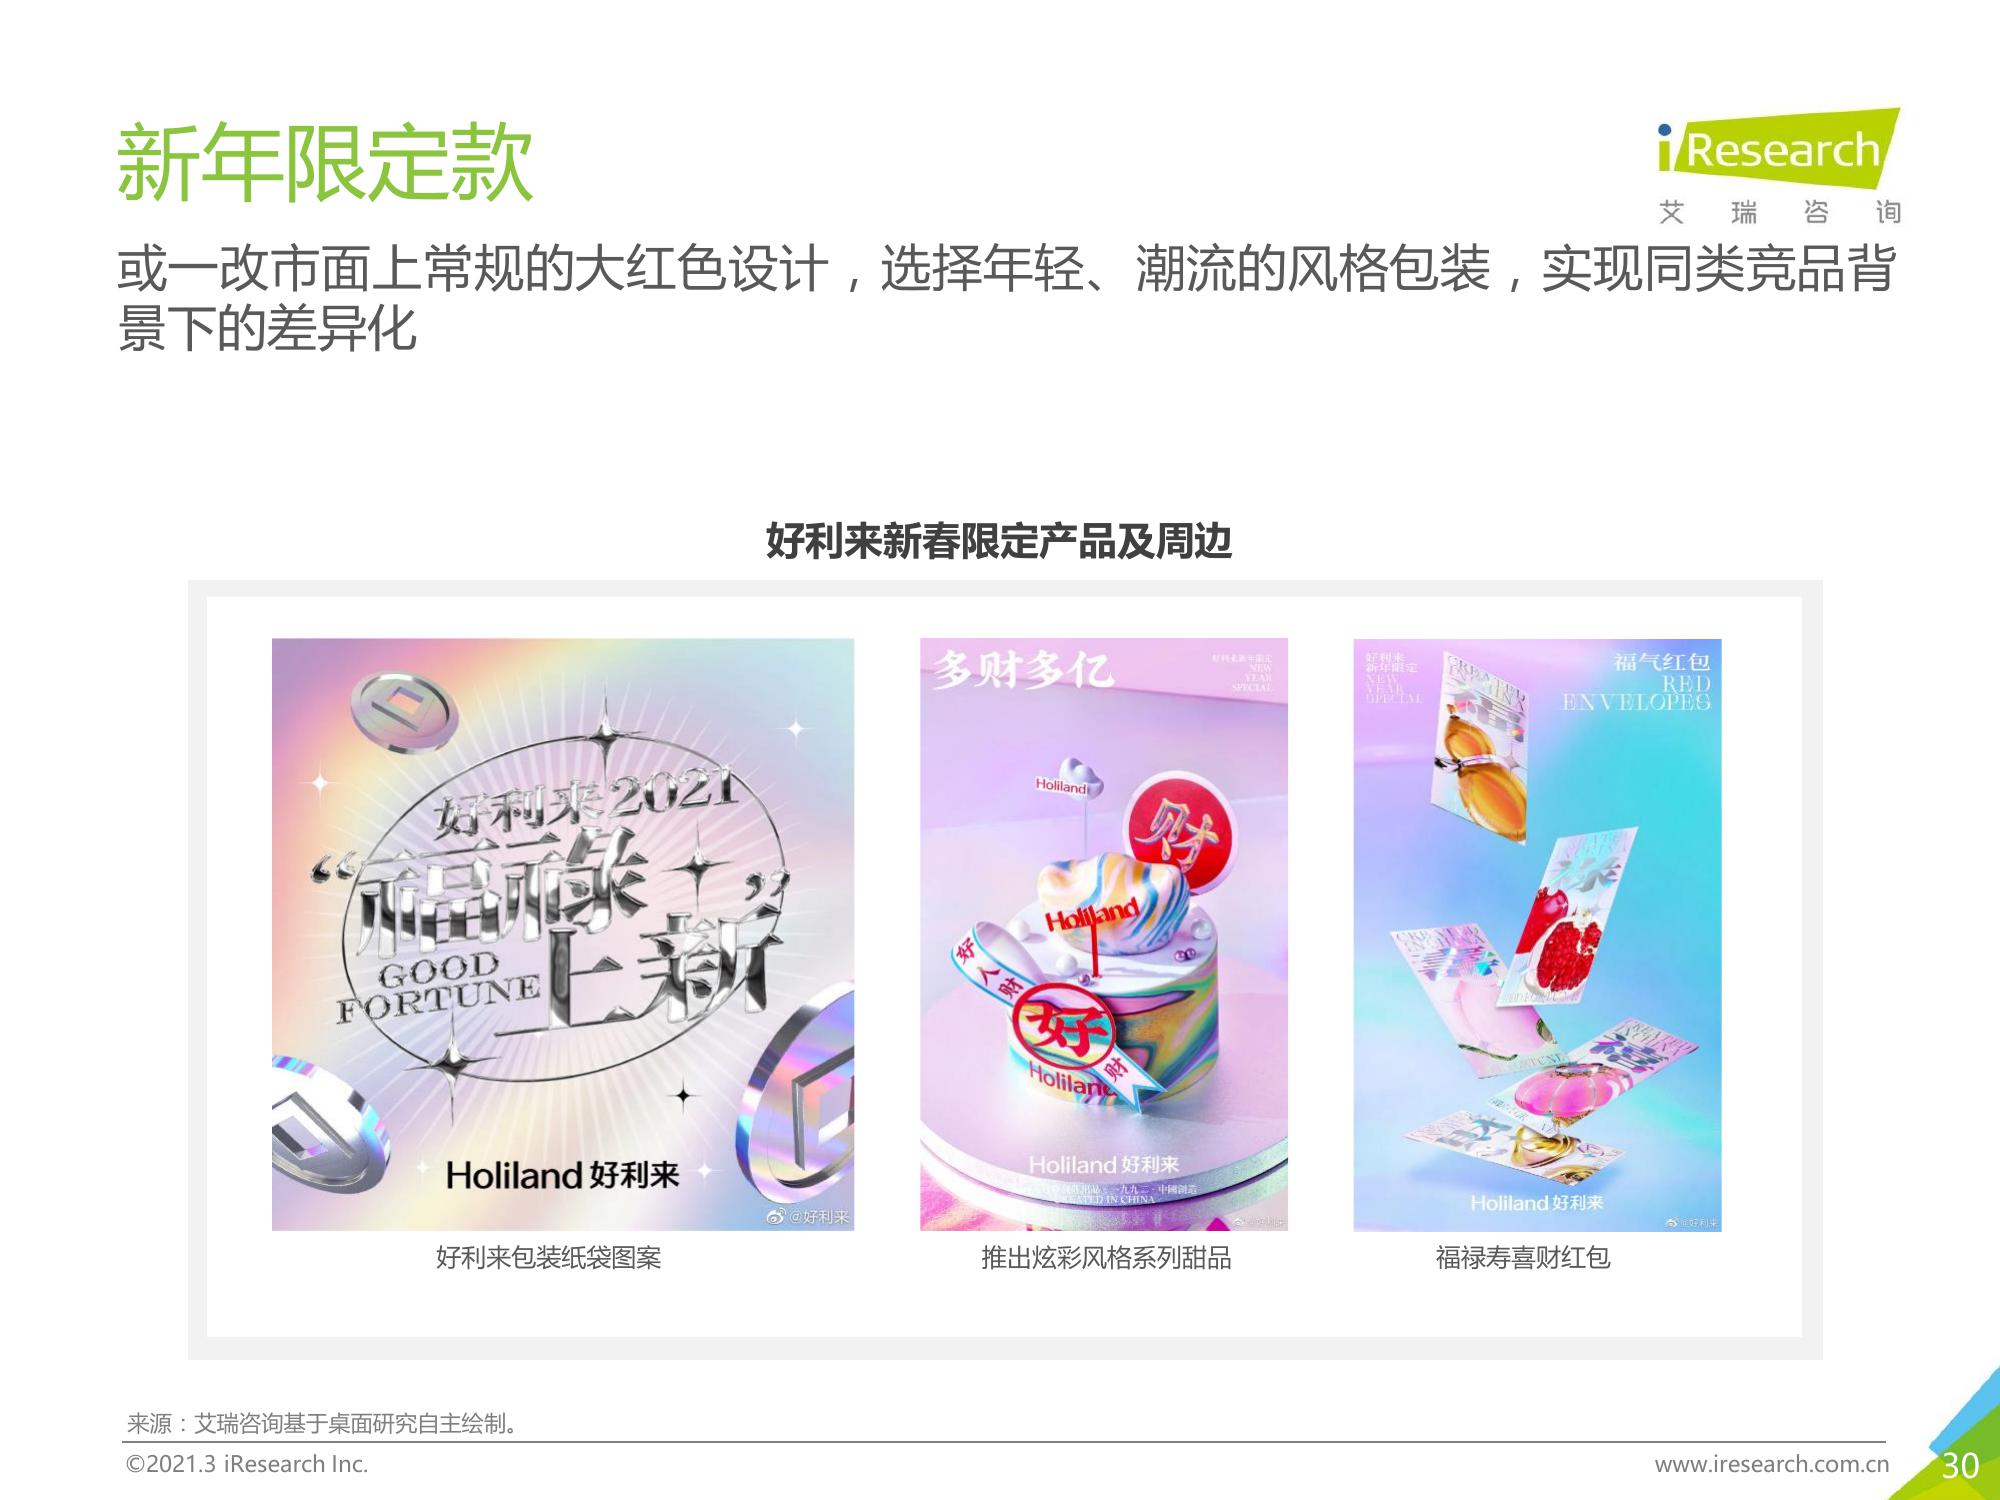 新年限定款
iResearch
艾瑞咨询
或一改市面上常规的大红色设计，选择年轻、潮流的风格包装，实现同类竞品背
景下的差异化
好利来新春限定产品及周边
好利来2021
“福禄
上新”
GOOD
FORTUNE
Holiland 好利来
@好利来
多财多亿
好利来新年限定
NEW
YEAR
SPECIAL
Holiland
财
Holiland
好人财
好
财
Holiland
Holiland 好利来
CREATED IN CHINA
好利来
新年限定
NEW
YEAR
SPECIAL
福气红包
RED
ENVELOPES
Holiland 好利来
@好利来
好利来包装纸袋图案
推出炫彩风格系列甜品
福禄寿喜财红包
来源：艾瑞咨询基于桌面研究自主绘制。
©2021.3 iResearch Inc.
www.iresearch.com.cn
30